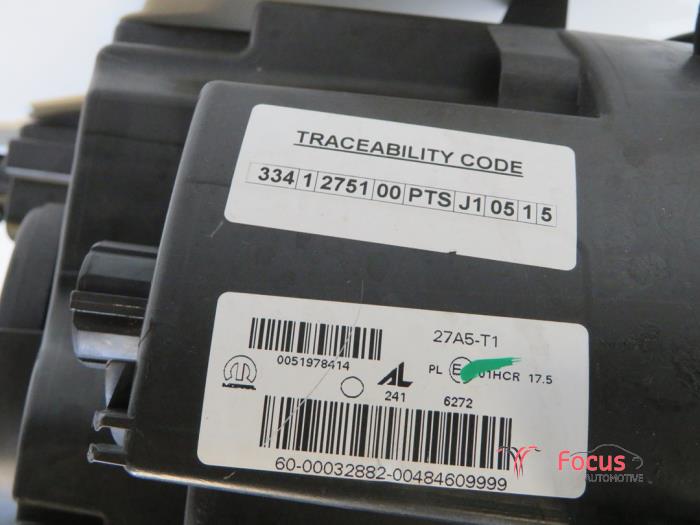 TRACEABILITY CODE
334 1 2751 00 PTS J1 05 1 5
27A5-T1
0051978414
PL E 01HCR 17.5
MOPAR
AL
241 6272
60-00032882-00484609999
Focus
AUTOMOTIVE